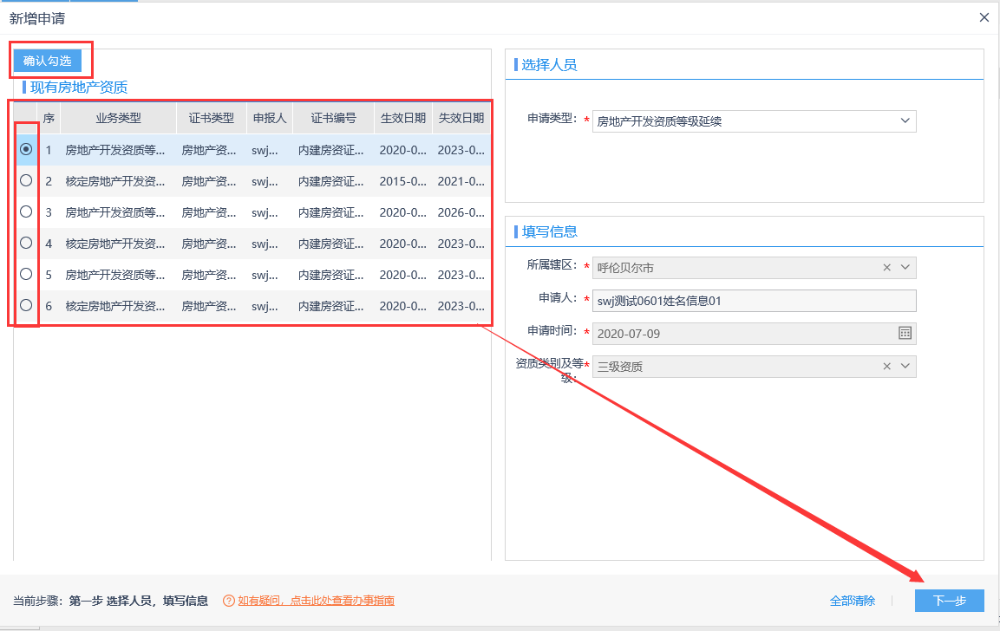 新增申请
确认勾选
现有房地产资质
序 业务类型 证书类型 申报人 证书编号 生效日期 失效日期
1 房地产开发资质等... 房地产资... swj... 内建房资证... 2020-0... 2023-0...
2 核定房地产开发资... 房地产资... swj... 内建房资证... 2015-0... 2021-0...
3 房地产开发资质等... 房地产资... swj... 内建房资证... 2020-0... 2026-0...
4 核定房地产开发资... 房地产资... swj... 内建房资证... 2020-0... 2023-0...
5 房地产开发资质等... 房地产资... swj... 内建房资证... 2020-0... 2023-0...
6 核定房地产开发资... 房地产资... swj... 内建房资证... 2020-0... 2023-0...
选择人员
申请类型： * 房地产开发资质等级延续
填写信息
所属辖区： * 呼伦贝尔市
申请人： * swj测试0601姓名信息01
申请时间： * 2020-07-09
资质类别及等
级： * 三级资质
当前步骤：第一步 选择人员，填写信息 ? 如有疑问，点击此处查看办事指南 全部清除 下一步